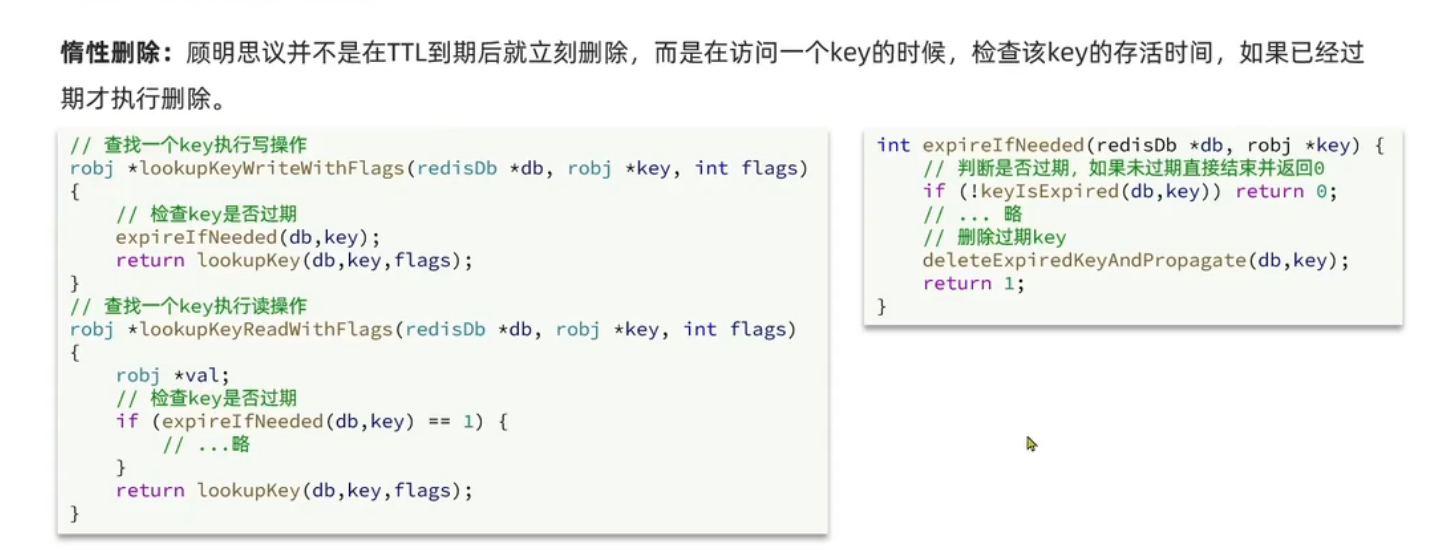 惰性删除：顾明思议并不是在TTL到期后就立刻删除，而是在访问一个key的时候，检查该key的存活时间，如果已经过
期才执行删除。
// 查找一个key执行写操作
robj *lookupKeyWriteWithFlags(redisDb *db, robj *key, int flags)
{
    // 检查key是否过期
    expireIfNeeded(db,key);
    return lookupKey(db,key,flags);
}
// 查找一个key执行读操作
robj *lookupKeyReadWithFlags(redisDb *db, robj *key, int flags)
{
    robj *val;
    // 检查key是否过期
    if (expireIfNeeded(db,key) == 1) {
        // ...略
    }
    return lookupKey(db,key,flags);
}
int expireIfNeeded(redisDb *db, robj *key) {
    // 判断是否过期，如果未过期直接结束并返回0
    if (!keyIsExpired(db,key)) return 0;
    // ... 略
    // 删除过期key
    deleteExpiredKeyAndPropagate(db,key);
    return 1;
}